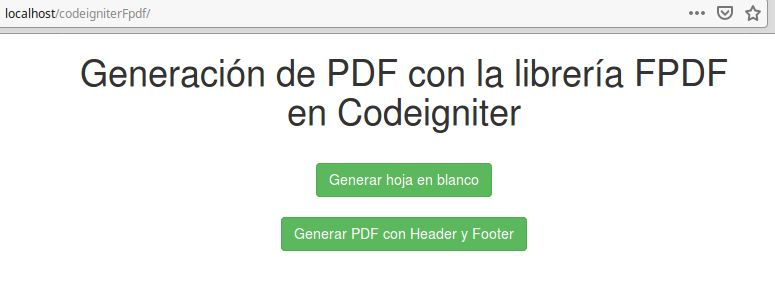 localhost/codeigniterFpdf/
Generación de PDF con la librería FPDF
en Codeigniter
Generar hoja en blanco
Generar PDF con Header y Footer